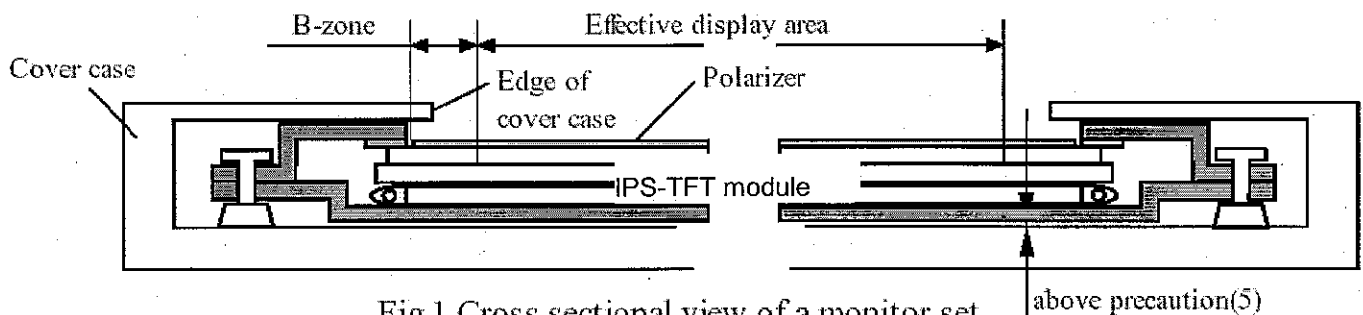 B-zone
Effective display area
Cover case
Edge of
cover case
Polarizer
IPS-TFT module
Fig.1 Cross sectional view of a monitor set
above precaution(5)